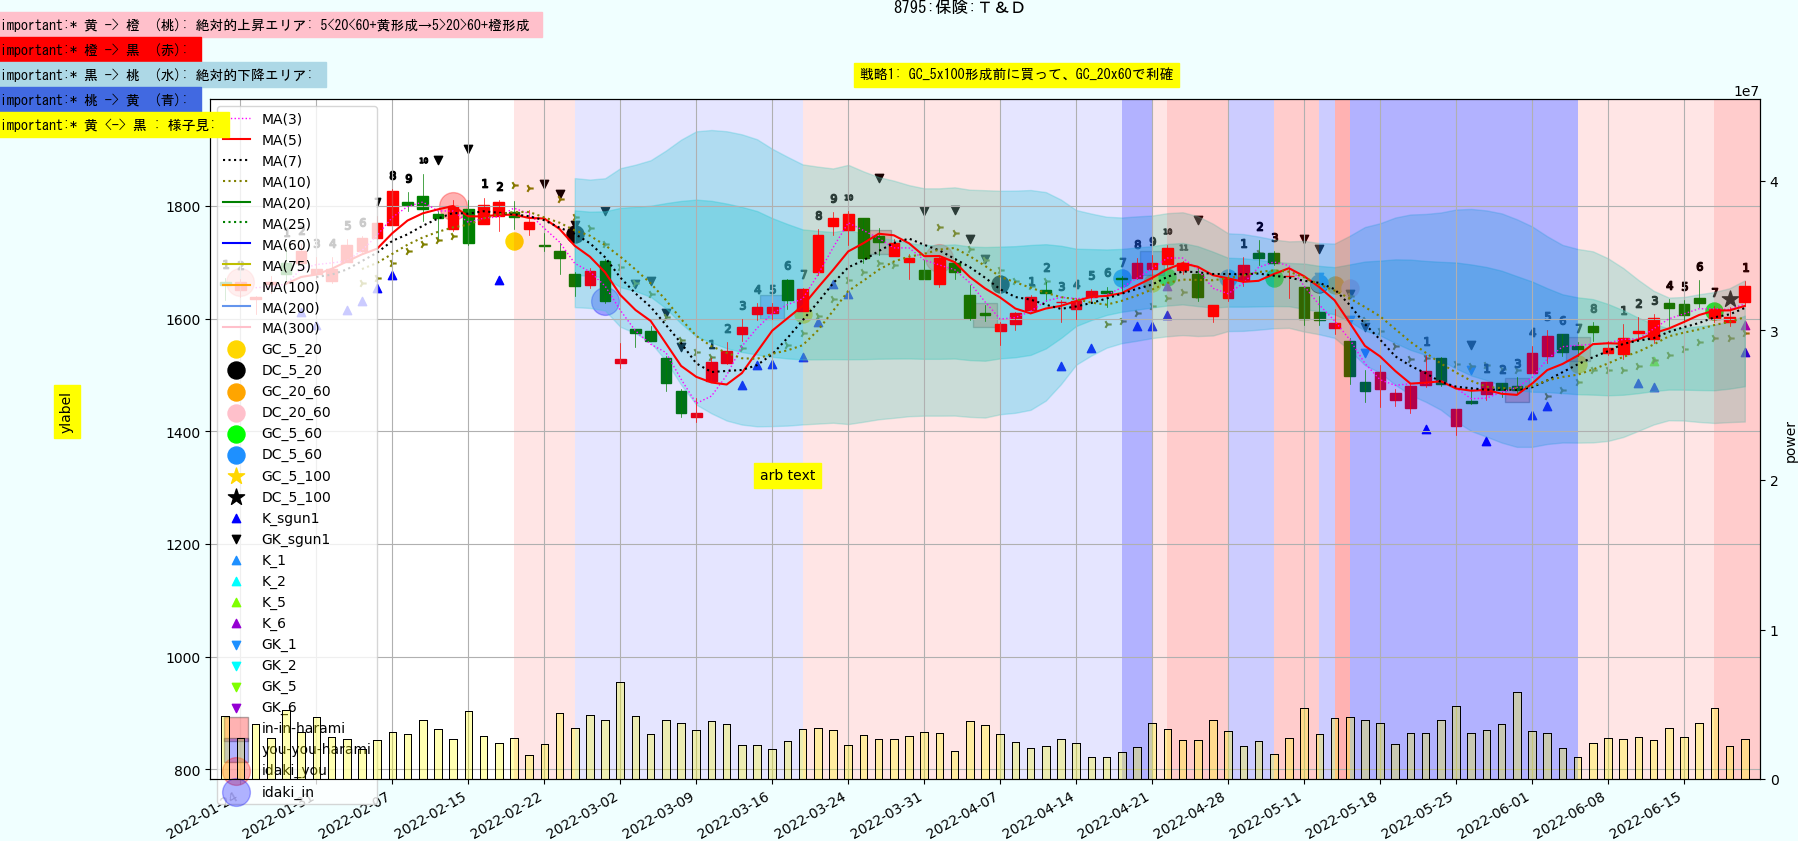 8795:保険:Ｔ＆Ｄ
important:* 黄 -> 橙 （桃）: 絶対的上昇エリア: 5<20<60+黄形成→5>20>60+橙形成
important:* 橙 -> 黒 （赤）:
important:* 黒 -> 桃 （水）: 絶対的下降エリア:
戦略1: GC_5x100形成前に買って、GC_20x60で利確
important:* 桃 -> 黄 （青）:
important:* 黄 <-> 黒 : 様子見:
1e7
MA(3)
MA(5)
MA(7)
MA(10)
MA(20)
MA(25)
MA(60)
MA(75)
MA(100)
MA(200)
MA(300)
GC_5_20
DC_5_20
GC_20_60
DC_20_60
GC_5_60
DC_5_60
GC_5_100
DC_5_100
K_sgun1
GK_sgun1
K_1
K_2
K_5
K_6
GK_1
GK_2
GK_5
GK_6
in-in-harami
you-you-harami
idaki_you
idaki_in
1800
1600
1400
1200
1000
800
ylabel
arb text
4
3
2
1
0
power
2022-01-31
2022-02-07
2022-02-15
2022-02-22
2022-03-02
2022-03-09
2022-03-16
2022-03-24
2022-03-31
2022-04-07
2022-04-14
2022-04-21
2022-04-28
2022-05-11
2022-05-18
2022-05-25
2022-06-01
2022-06-08
2022-06-15